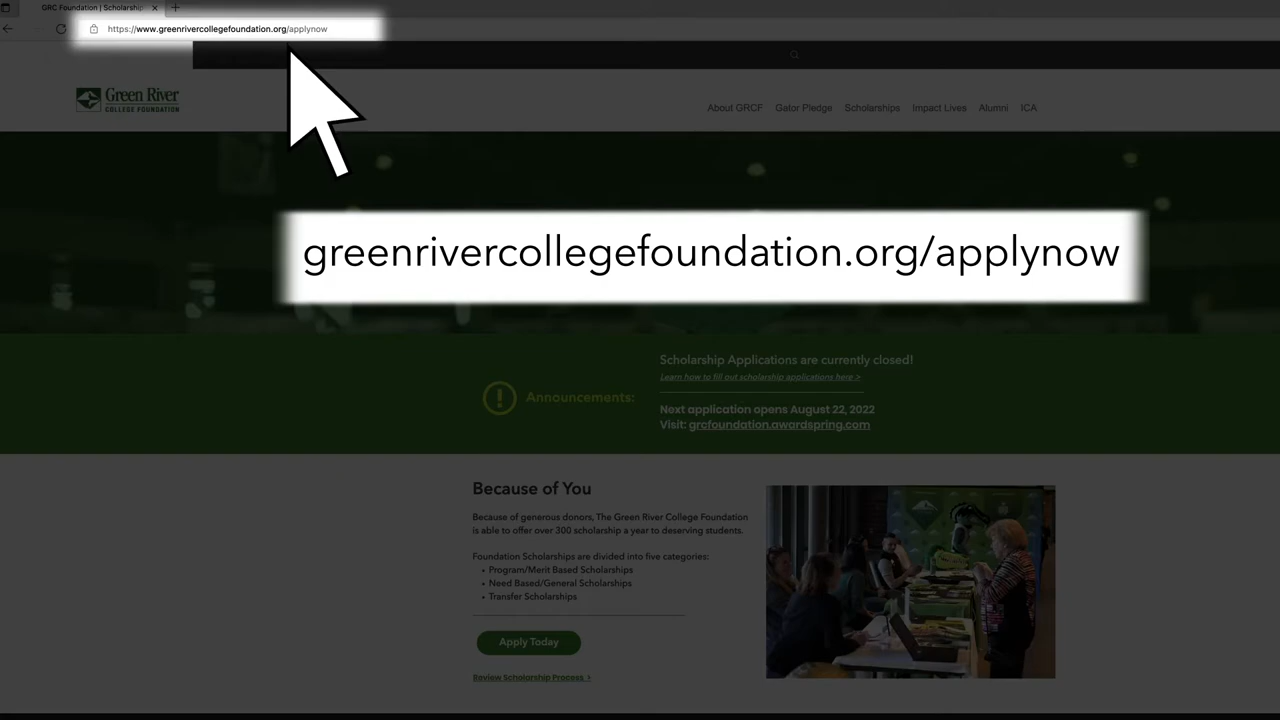 GRC Foundation | Scholarship
https://www.greenrivercollegefoundation.org/applynow
Green River
COLLEGE FOUNDATION
About GRCF Gator Pledge Scholarships Impact Lives Alumni ICA
greenrivercollegefoundation.org/applynow
Scholarship Applications are currently closed!
Learn how to fill out scholarship applications here >
Announcements:
Next application opens August 22, 2022
Visit: grcfoundation.awardspring.com
Because of You
Because of generous donors, The Green River College Foundation
is able to offer over 300 scholarship a year to deserving students.
Foundation Scholarships are divided into five categories:
• Program/Merit Based Scholarships
• Need Based/General Scholarships
• Transfer Scholarships
Apply Today
Review Scholarship Process >